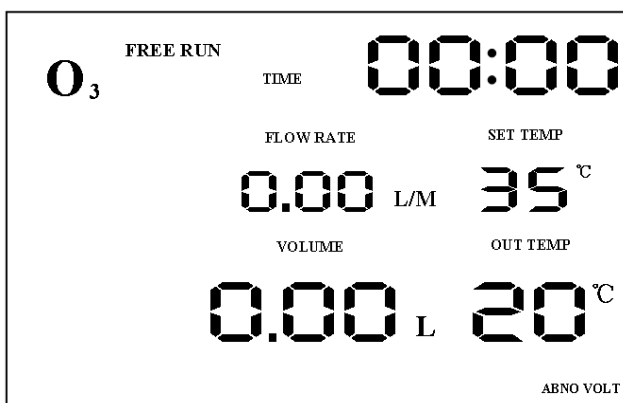 O₃ FREE RUN TIME 00:00
FLOW RATE SET TEMP
0.00 L/M 35 °C
VOLUME OUT TEMP
0.00 L 20 °C
ABNO VOLT